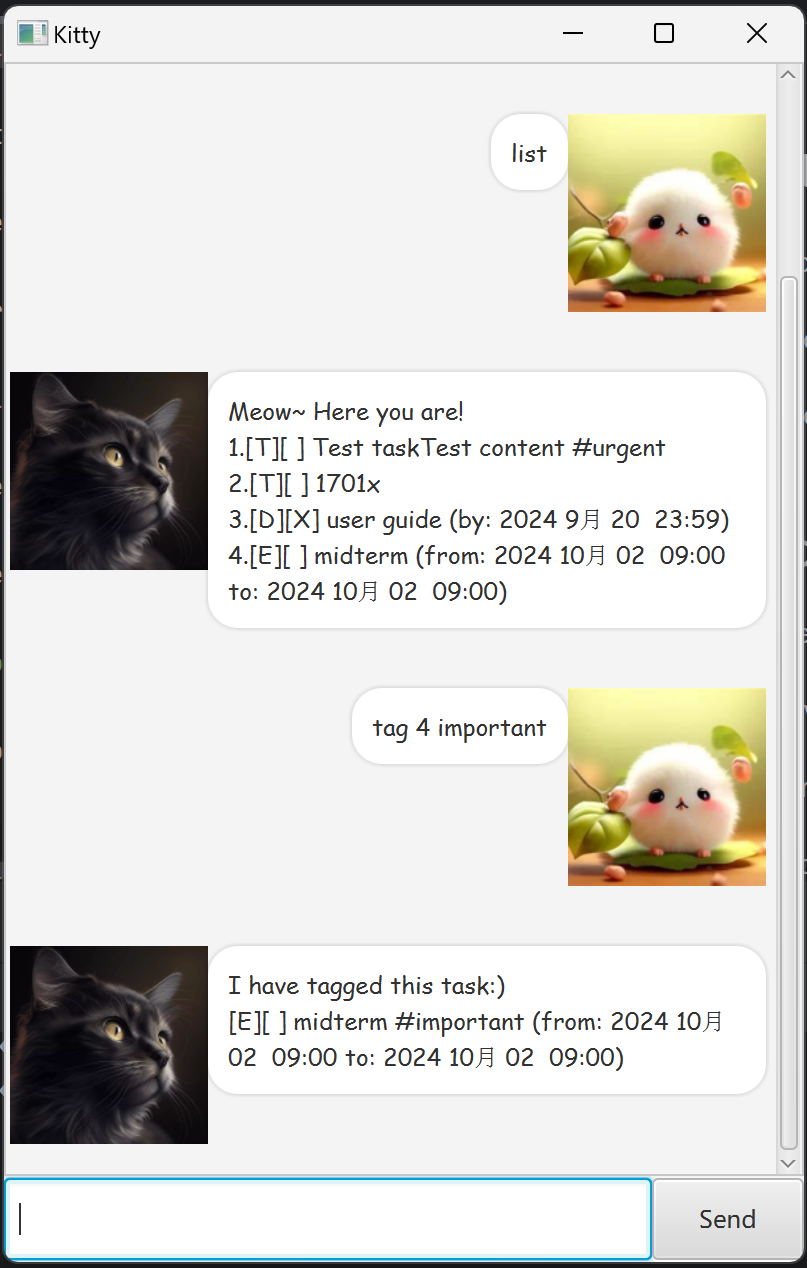 Kitty
list
Meow~ Here you are!
1.[T][ ] Test taskTest content #urgent
2.[T][ ] 1701x
3.[D][X] user guide (by: 2024 9月 20  23:59)
4.[E][ ] midterm (from: 2024 10月 02  09:00
to: 2024 10月 02  09:00)
tag 4 important
I have tagged this task:)
[E][ ] midterm #important (from: 2024 10月
02  09:00 to: 2024 10月 02  09:00)
Send